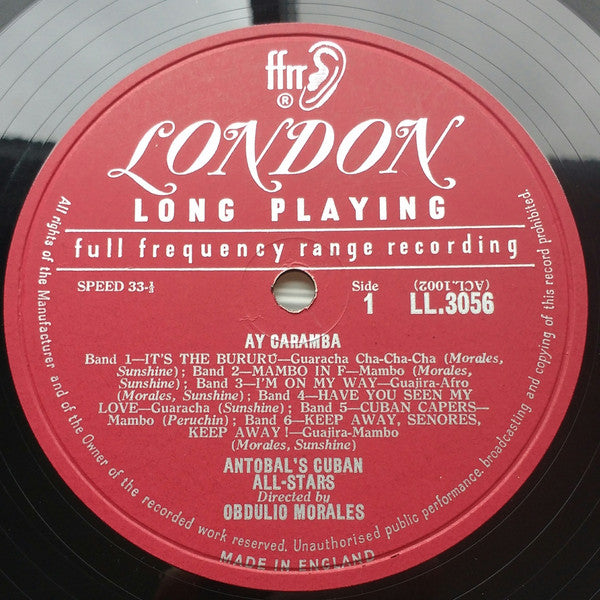 ffrr
®
LONDON
LONG PLAYING
full frequency range recording
SPEED 33-⅓
Side
1
(ACL.1002)
LL.3056
AY CARAMBA
Band 1—IT'S THE BURURU—Guaracha Cha-Cha-Cha (Morales,
Sunshine) ; Band 2—MAMBO IN F—Mambo (Morales,
Sunshine) ; Band 3—I'M ON MY WAY—Guajira-Afro
(Morales, Sunshine) ; Band 4—HAVE YOU SEEN MY
LOVE—Guaracha (Sunshine) ; Band 5—CUBAN CAPERS—
Mambo (Peruchin) ; Band 6—KEEP AWAY, SENORES,
KEEP AWAY !—Guajira-Mambo
(Morales, Sunshine)
ANTOBAL'S CUBAN
ALL-STARS
Directed by
OBDULIO MORALES
All rights of the Manufacturer and of the Owner of the recorded work reserved. Unauthorised public performance, broadcasting and copying of this record prohibited.
MADE IN ENGLAND